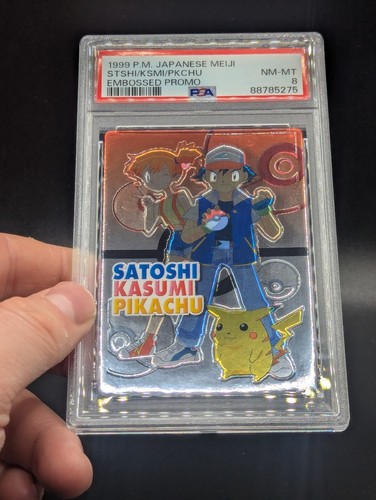 1999 P.M. JAPANESE MEIJI
STSHI/KSMI/PKCHU NM-MT
EMBOSSED PROMO 8
PSA 88785275
SATOSHI
KASUMI
PIKACHU